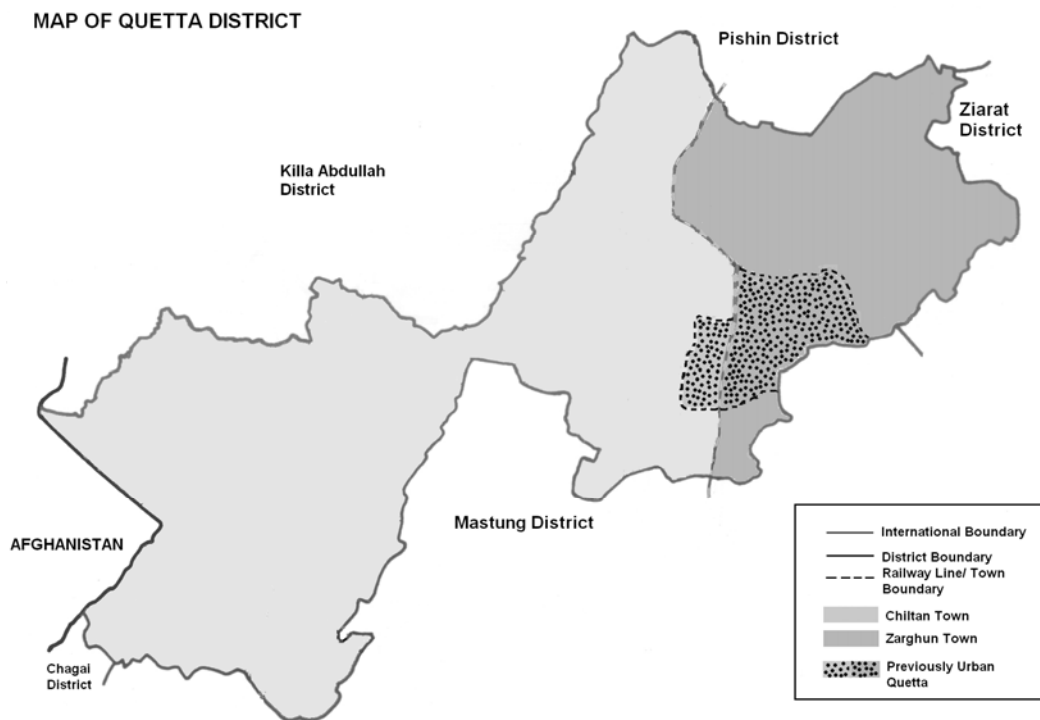 MAP OF QUETTA DISTRICT
Pishin District
Ziarat
District
Killa Abdullah
District
Mastung District
AFGHANISTAN
Chagai
District
International Boundary
District Boundary
Railway Line/ Town
Boundary
Chiltan Town
Zarghun Town
Previously Urban
Quetta